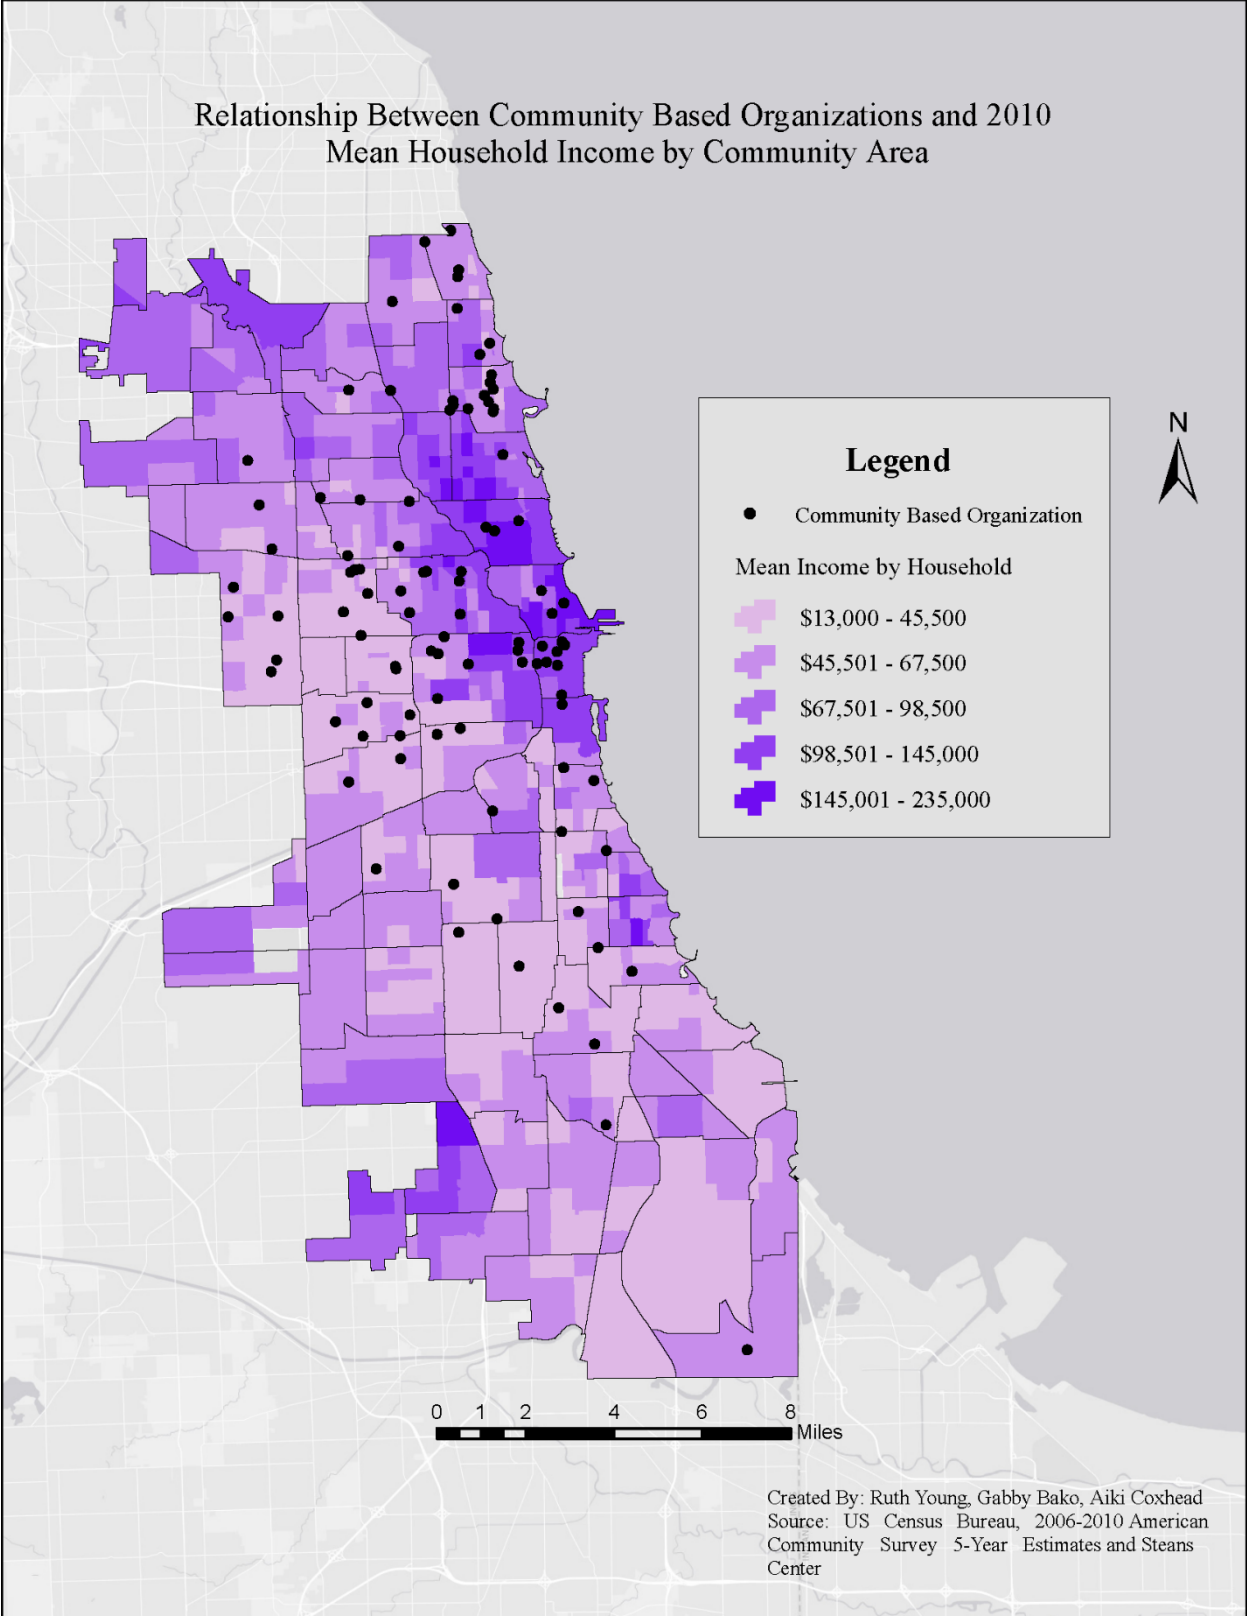 Relationship Between Community Based Organizations and 2010
Mean Household Income by Community Area
N
Legend
Community Based Organization
Mean Income by Household
$13,000 - 45,500
$45,501 - 67,500
$67,501 - 98,500
$98,501 - 145,000
$145,001 - 235,000
0 1 2 4 6 8
Miles
Created By: Ruth Young, Gabby Bako, Aiki Coxhead
Source: US Census Bureau, 2006-2010 American
Community Survey 5-Year Estimates and Steans
Center